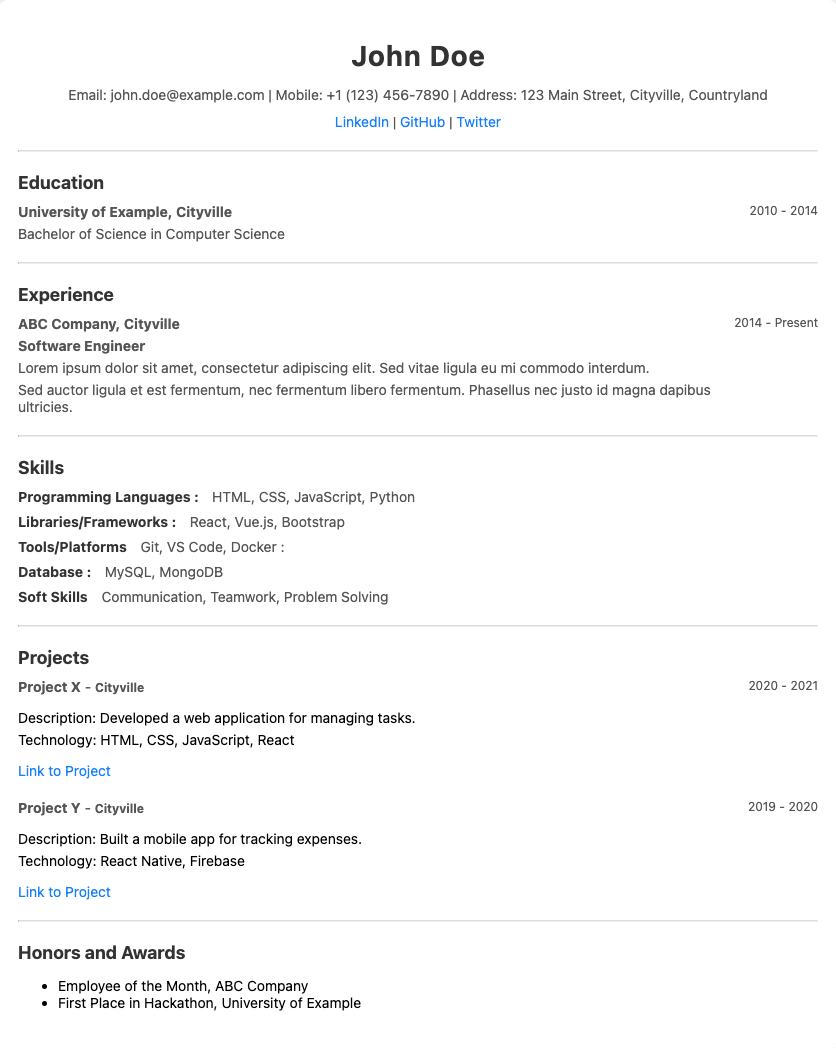 John Doe
Email: john.doe@example.com | Mobile: +1 (123) 456-7890 | Address: 123 Main Street, Cityville, Countryland
LinkedIn | GitHub | Twitter
Education
University of Example, Cityville 2010 - 2014
Bachelor of Science in Computer Science
Experience
ABC Company, Cityville 2014 - Present
Software Engineer
Lorem ipsum dolor sit amet, consectetur adipiscing elit. Sed vitae ligula eu mi commodo interdum.
Sed auctor ligula et est fermentum, nec fermentum libero fermentum. Phasellus nec justo id magna dapibus
ultricies.
Skills
Programming Languages : HTML, CSS, JavaScript, Python
Libraries/Frameworks : React, Vue.js, Bootstrap
Tools/Platforms Git, VS Code, Docker :
Database : MySQL, MongoDB
Soft Skills Communication, Teamwork, Problem Solving
Projects
Project X - Cityville 2020 - 2021
Description: Developed a web application for managing tasks.
Technology: HTML, CSS, JavaScript, React
Link to Project
Project Y - Cityville 2019 - 2020
Description: Built a mobile app for tracking expenses.
Technology: React Native, Firebase
Link to Project
Honors and Awards
• Employee of the Month, ABC Company
• First Place in Hackathon, University of Example